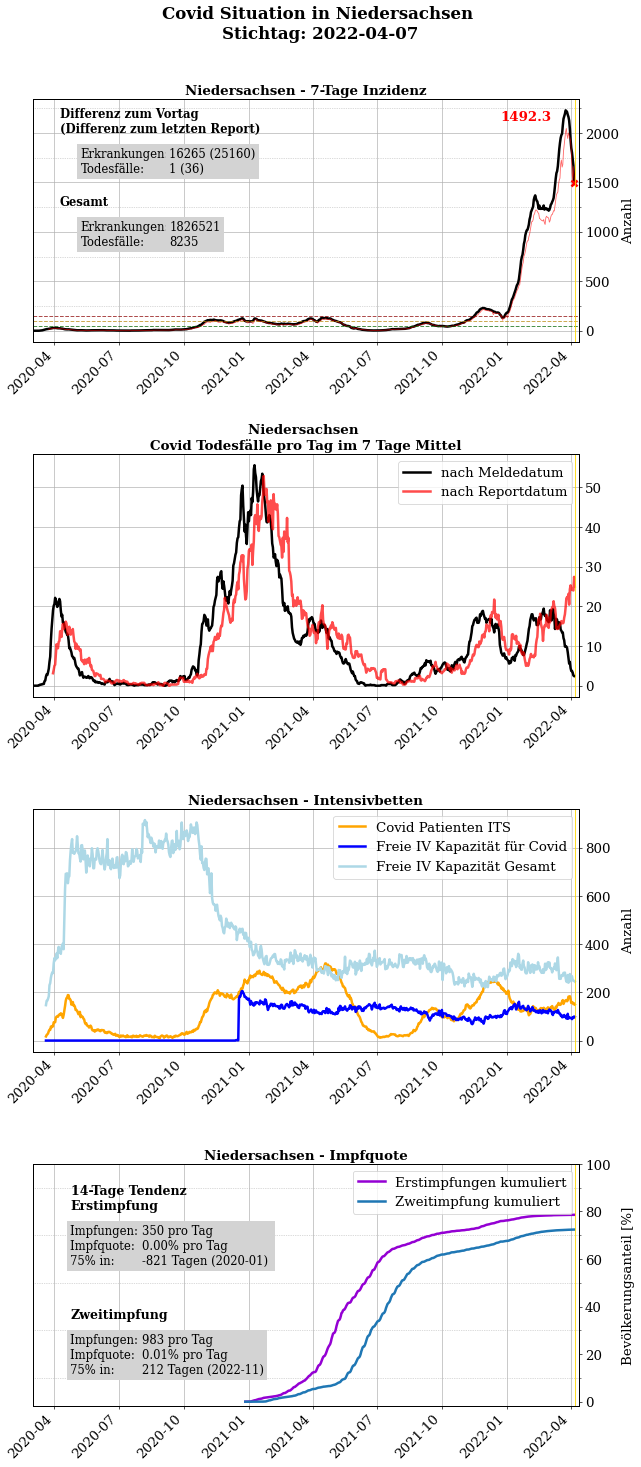 Covid Situation in Niedersachsen
Stichtag: 2022-04-07
Niedersachsen - 7-Tage Inzidenz
Differenz zum Vortag
(Differenz zum letzten Report)
Erkrankungen 16265 (25160)
Todesfälle: 1 (36)
Gesamt
Erkrankungen 1826521
Todesfälle: 8235
1492.3
2000
1500
1000
500
0
Anzahl
2020-04 2020-07 2020-10 2021-01 2021-04 2021-07 2021-10 2022-01 2022-04
Niedersachsen
Covid Todesfälle pro Tag im 7 Tage Mittel
nach Meldedatum
nach Reportdatum
50
40
30
20
10
0
2020-04 2020-07 2020-10 2021-01 2021-04 2021-07 2021-10 2022-01 2022-04
Niedersachsen - Intensivbetten
Covid Patienten ITS
Freie IV Kapazität für Covid
Freie IV Kapazität Gesamt
800
600
400
200
0
Anzahl
2020-04 2020-07 2020-10 2021-01 2021-04 2021-07 2021-10 2022-01 2022-04
Niedersachsen - Impfquote
14-Tage Tendenz
Erstimpfung
Impfungen: 350 pro Tag
Impfquote: 0.00% pro Tag
75% in: -821 Tagen (2020-01)
Zweitimpfung
Impfungen: 983 pro Tag
Impfquote: 0.01% pro Tag
75% in: 212 Tagen (2022-11)
Erstimpfungen kumuliert
Zweitimpfung kumuliert
100
80
60
40
20
0
Bevölkerungsanteil [%]
2020-04 2020-07 2020-10 2021-01 2021-04 2021-07 2021-10 2022-01 2022-04